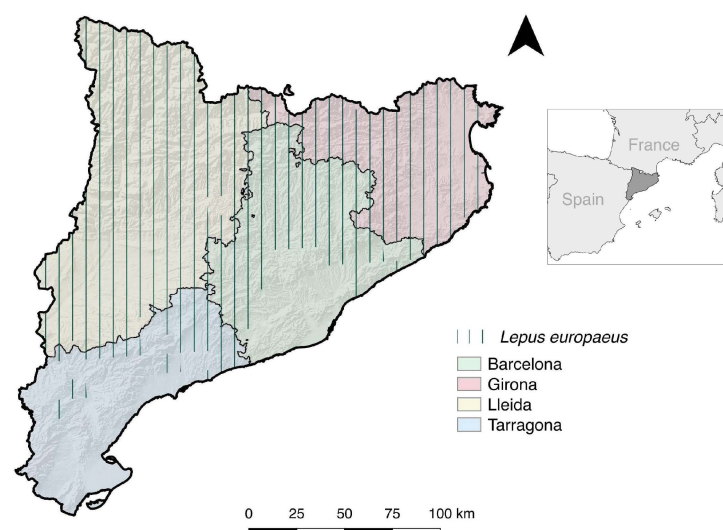 France
Spain
Lepus europaeus
Barcelona
Girona
Lleida
Tarragona
0 25 50 75 100 km